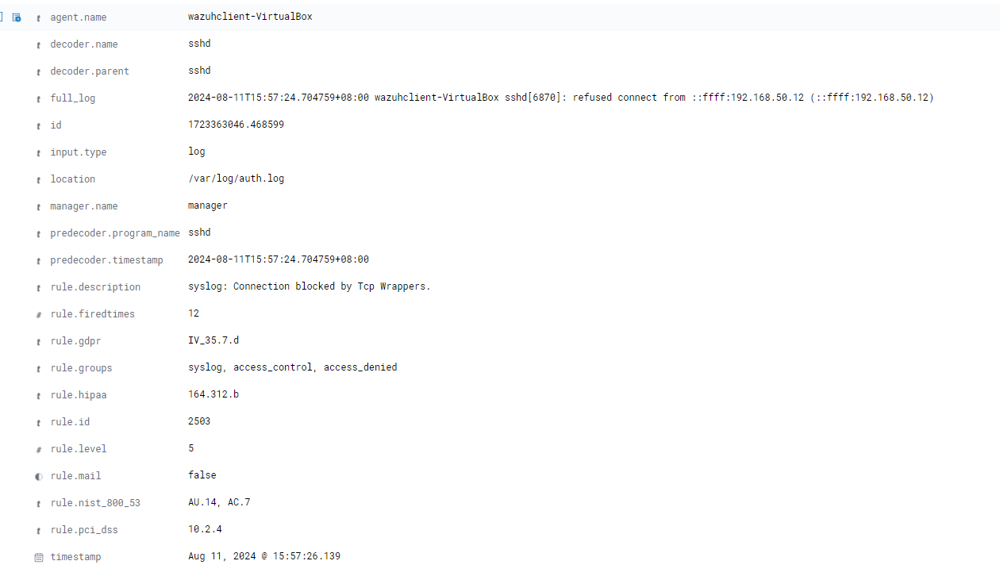 agent.name wazuhclient-VirtualBox
decoder.name sshd
decoder.parent sshd
full_log 2024-08-11T15:57:24.704759+08:00 wazuhclient-VirtualBox sshd[6870]: refused connect from ::ffff:192.168.50.12 (::ffff:192.168.50.12)
id 1723363046.468599
input.type log
location /var/log/auth.log
manager.name manager
predecoder.program_name sshd
predecoder.timestamp 2024-08-11T15:57:24.704759+08:00
rule.description syslog: Connection blocked by Tcp Wrappers.
rule.firedtimes 12
rule.gdpr IV_35.7.d
rule.groups syslog, access_control, access_denied
rule.hipaa 164.312.b
rule.id 2503
rule.level 5
rule.mail false
rule.nist_800_53 AU.14, AC.7
rule.pci_dss 10.2.4
timestamp Aug 11, 2024 @ 15:57:26.139